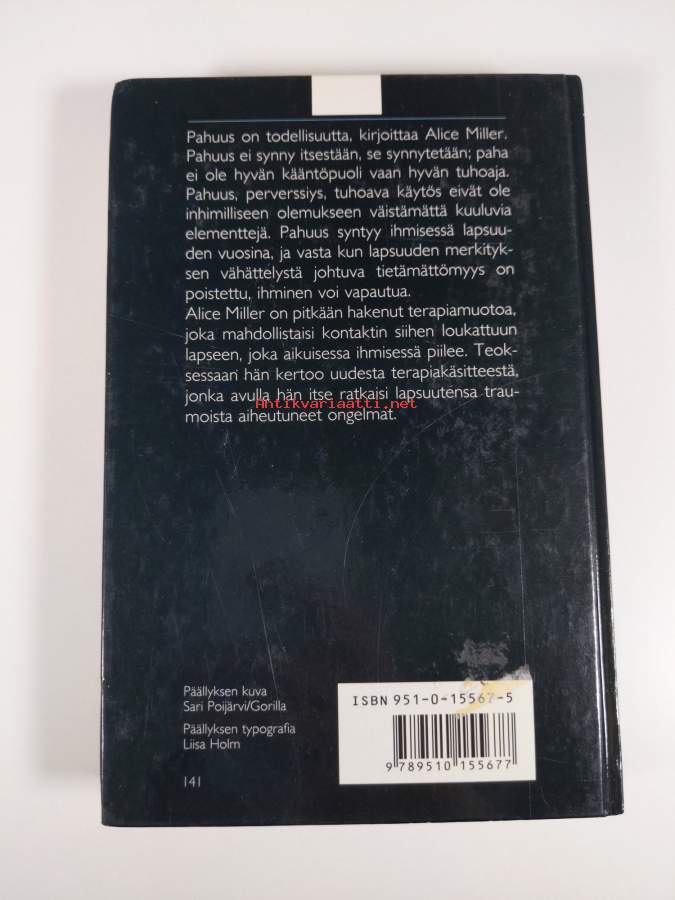 Pahuus on todellisuutta, kirjoittaa Alice Miller.
Pahuus ei synny itsestään, se synnytetään; paha
ei ole hyvän kääntöpuoli vaan hyvän tuhoaja.
Pahuus, perverssiys, tuhoava käytös eivät ole
inhimilliseen olemukseen väistämättä kuuluvia
elementtejä. Pahuus syntyy ihmisessä lapsuu-
den vuosina, ja vasta kun lapsuuden merkityk-
sen vähättelystä johtuva tietämättömyys on
poistettu, ihminen voi vapautua.
Alice Miller on pitkään hakenut terapiamuotoa,
joka mahdollistaisi kontaktin siihen loukattuun
lapseen, joka aikuisessa ihmisessä piilee. Teok-
sessaan hän kertoo uudesta terapiakäsitteestä,
jonka avulla hän itse ratkaisi lapsuutensa trau-
Antikvariaatti.net
moista aiheutuneet ongelmat.
Päällyksen kuva
Sari Poijärvi/Gorilla
Päällyksen typografia
Liisa Holm
141
ISBN 951-0-15567-5
9 789510 155677